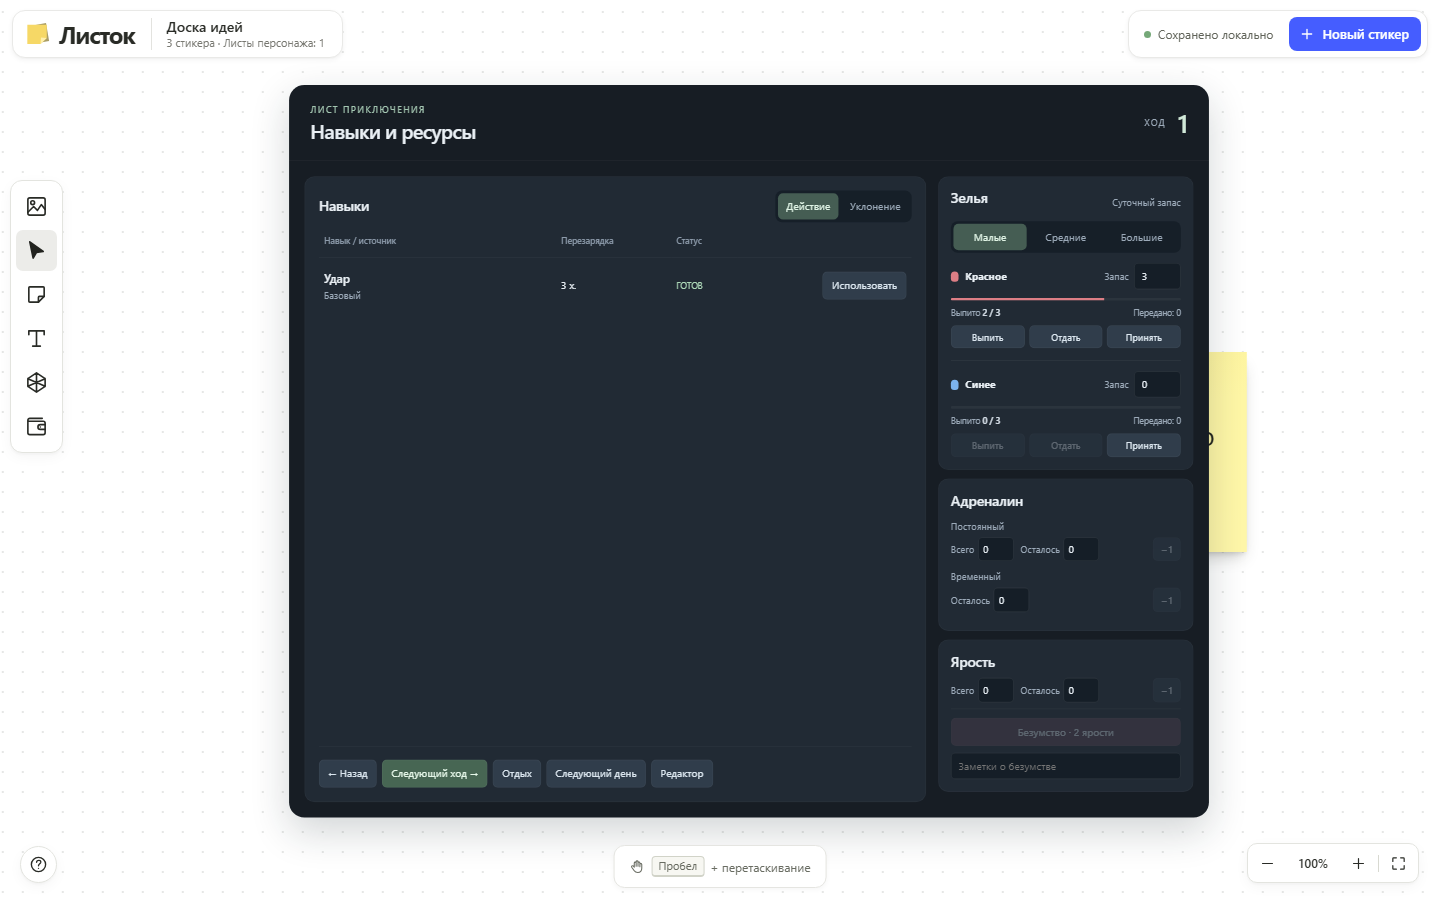 Листок
Доска идей
3 стикера · Листы персонажа: 1
Сохранено локально
+ Новый стикер
ЛИСТ ПРИКЛЮЧЕНИЯ
Навыки и ресурсы
ХОД 1
Навыки
Действие Уклонение
Навык / источник Перезарядка Статус
Удар
Базовый
3 х. ГОТОВ Использовать
← Назад Следующий ход → Отдых Следующий день Редактор
Зелья Суточный запас
Малые Средние Большие
Красное Запас 3
Выпито 2 / 3 Передано: 0
Выпить Отдать Принять
Синее Запас 0
Выпито 0 / 3 Передано: 0
Выпить Отдать Принять
Адреналин
Постоянный
Всего 0 Осталось 0 −1
Временный
Осталось 0 −1
Ярость
Всего 0 Осталось 0 −1
Безумство · 2 ярости
Заметки о безумстве
Пробел + перетаскивание
− 100% +